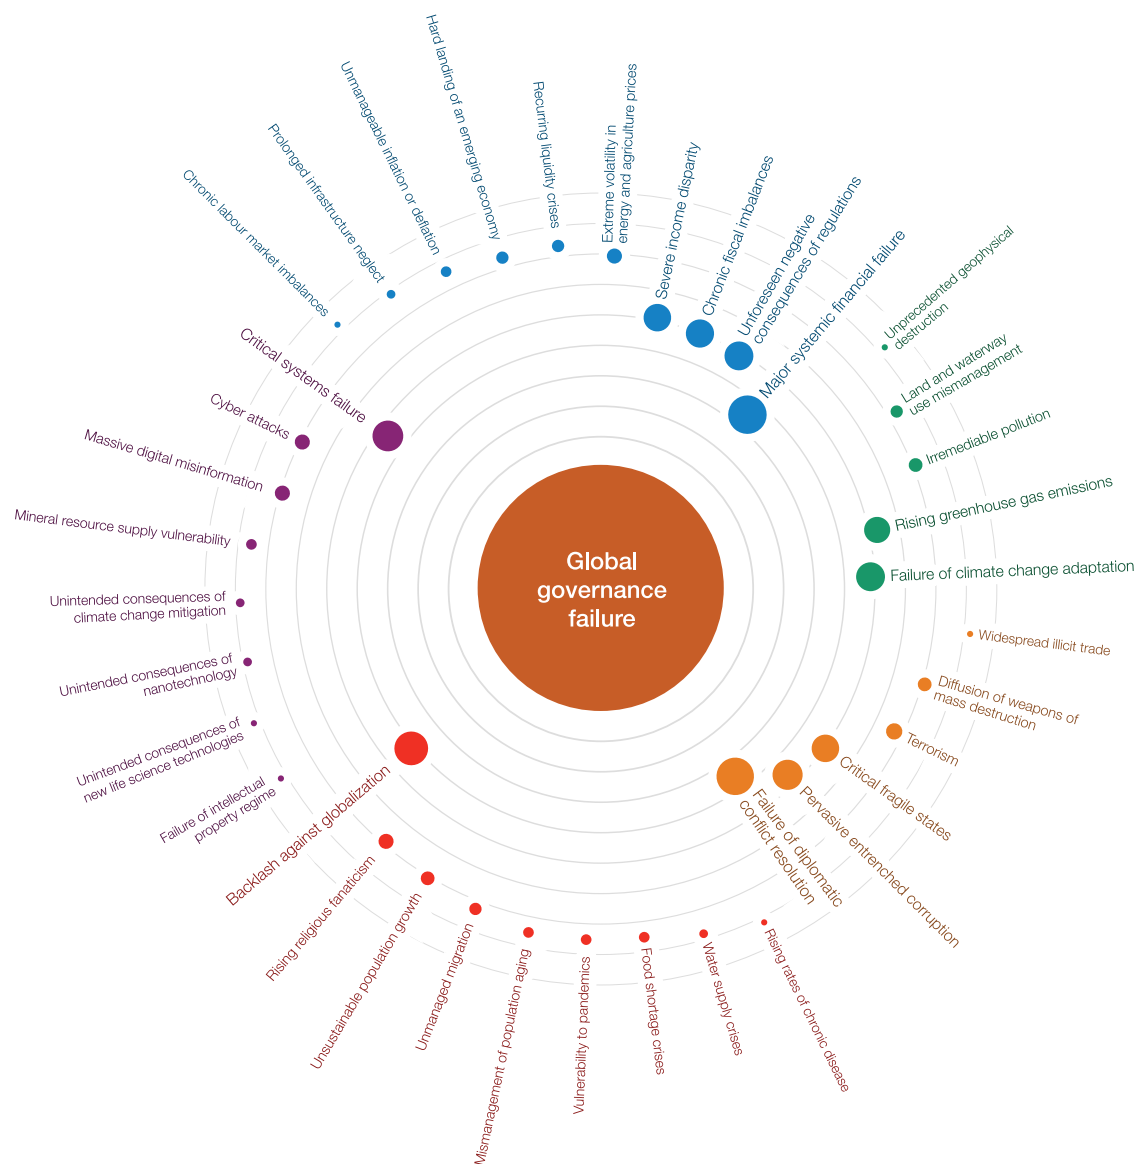 Global
governance
failure
Chronic labour market imbalances
Prolonged infrastructure neglect
Unmanageable inflation or deflation
Hard landing of an emerging economy
Recurring liquidity crises
Extreme volatility in
energy and agriculture prices
Severe income disparity
Chronic fiscal imbalances
Unforeseen negative
consequences of regulations
Major systemic financial failure
Unprecedented geophysical
destruction
Land and waterway
use mismanagement
Irremediable pollution
Rising greenhouse gas emissions
Failure of climate change adaptation
Widespread illicit trade
Diffusion of weapons of
mass destruction
Terrorism
Critical fragile states
Pervasive entrenched corruption
Failure of diplomatic
conflict resolution
Rising rates of chronic disease
Water supply crises
Food shortage crises
Vulnerability to pandemics
Mismanagement of population aging
Unmanaged migration
Unsustainable population growth
Rising religious fanaticism
Backlash against globalization
Failure of intellectual
property regime
Unintended consequences of
new life science technologies
Unintended consequences of
nanotechnology
Unintended consequences of
climate change mitigation
Mineral resource supply vulnerability
Massive digital misinformation
Cyber attacks
Critical systems failure